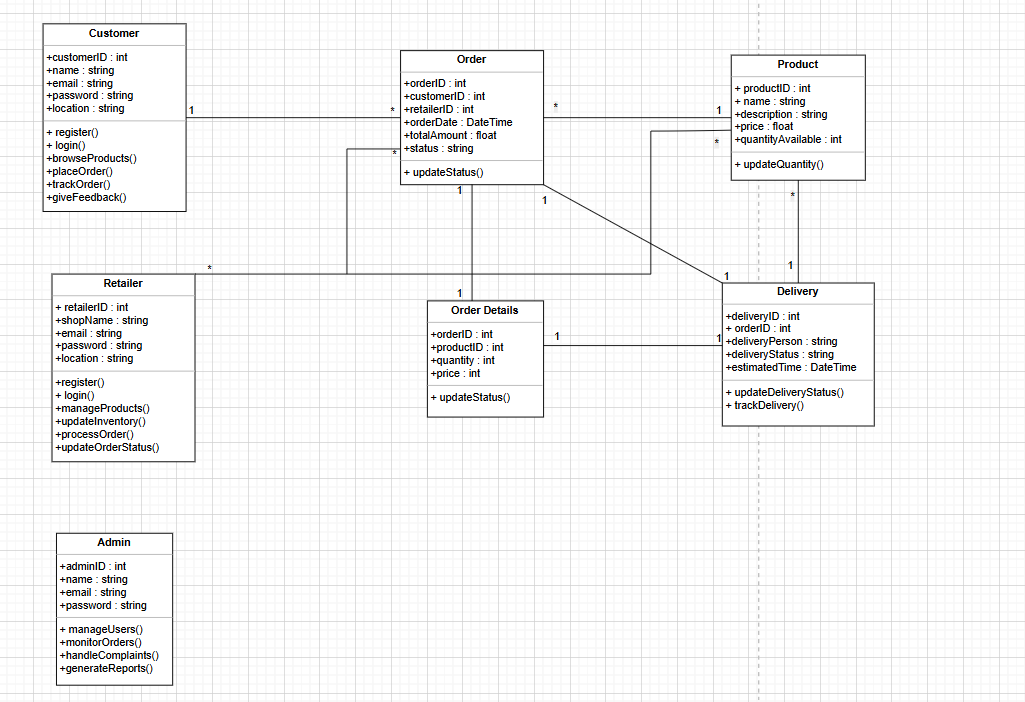 Customer
+customerID : int
+name : string
+email : string
+password : string
+location : string
+ register()
+ login()
+browseProducts()
+placeOrder()
+trackOrder()
+giveFeedback()
1
*
Order
+orderID : int
+customerID : int
+retailerID : int
+orderDate : DateTime
+totalAmount : float
+status : string
+ updateStatus()
*
*
1
Product
+ productID : int
+ name : string
+description : string
+price : float
+quantityAvailable : int
+ updateQuantity()
*
1
1
*
*
1
1
1
Retailer
+ retailerID : int
+shopName : string
+email : string
+password : string
+location : string
+register()
+ login()
+manageProducts()
+updateInventory()
+processOrder()
+updateOrderStatus()
Order Details
+orderID : int
+productID : int
+quantity : int
+price : int
+ updateStatus()
1
1
Delivery
+deliveryID : int
+ orderID : int
+deliveryPerson : string
+deliveryStatus : string
+estimatedTime : DateTime
+ updateDeliveryStatus()
+ trackDelivery()
Admin
+adminID : int
+name : string
+email : string
+password : string
+ manageUsers()
+monitorOrders()
+handleComplaints()
+generateReports()